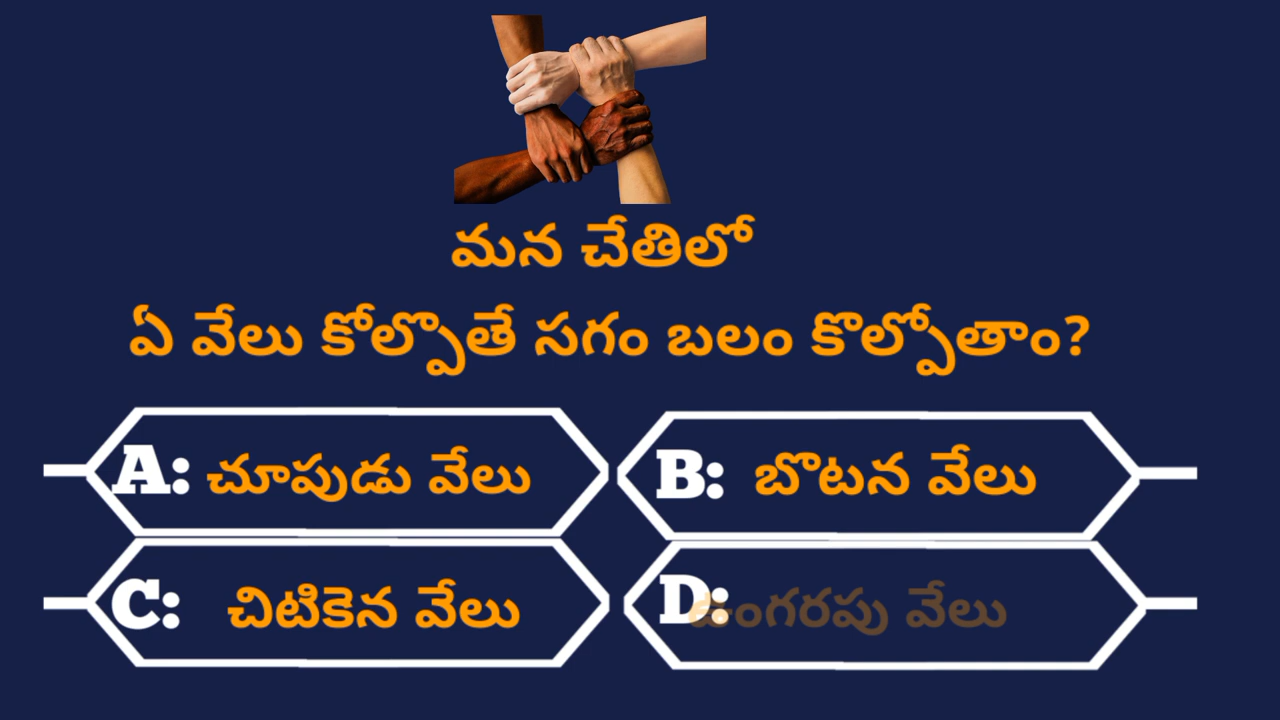 మన చేతిలో
ఏ వేలు కోల్పొతే సగం బలం కొల్పోతాం?
A: చూపుడు వేలు
B: బొటన వేలు
C: చిటికెన వేలు
D: ఉంగరపు వేలు